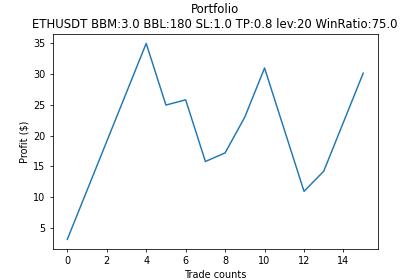 Portfolio
ETHUSDT BBM:3.0 BBL:180 SL:1.0 TP:0.8 lev:20 WinRatio:75.0
35
30
25
20
15
10
5
Profit ($)
0 2 4 6 8 10 12 14
Trade counts